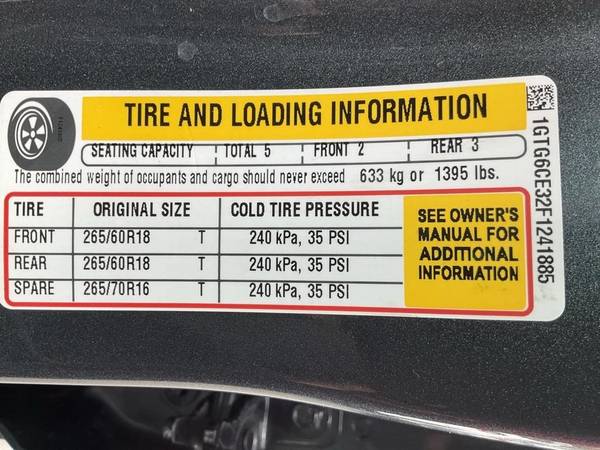 TIRE AND LOADING INFORMATION
SEATING CAPACITY TOTAL 5 FRONT 2 REAR 3
The combined weight of occupants and cargo should never exceed 633 kg or 1395 lbs.
TIRE ORIGINAL SIZE COLD TIRE PRESSURE
FRONT 265/60R18 T 240 kPa, 35 PSI
REAR 265/60R18 T 240 kPa, 35 PSI
SPARE 265/70R16 T 240 kPa, 35 PSI
SEE OWNER'S
MANUAL FOR
ADDITIONAL
INFORMATION
1GTG6CE32F1241885